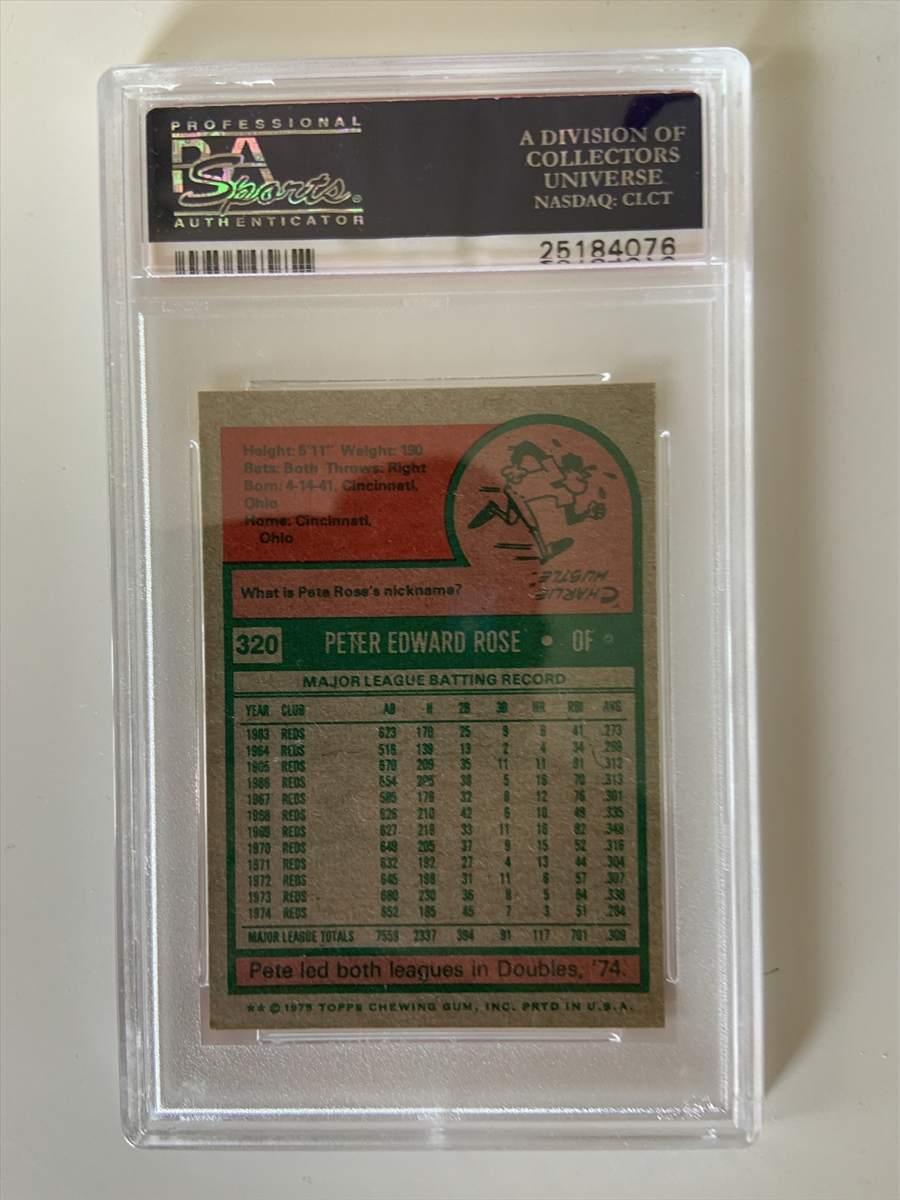 PROFESSIONAL
PSA
Sports®
AUTHENTICATOR
A DIVISION OF
COLLECTORS
UNIVERSE
NASDAQ: CLCT
25184076
Height: 5'11" Weight: 190
Bats: Both Throws: Right
Born: 4-14-41, Cincinnati,
Ohio
Home: Cincinnati,
Ohio
"CHARLIE
HUSTLE"
What is Pete Rose's nickname?
320 PETER EDWARD ROSE • OF
MAJOR LEAGUE BATTING RECORD
YEAR CLUB AB H 2B 3B HR RBI AVG
1963 REDS 623 170 25 9 6 41 .273
1964 REDS 516 139 13 2 4 34 .269
1965 REDS 670 209 35 11 11 81 .312
1966 REDS 654 205 38 5 16 70 .313
1967 REDS 585 176 32 8 12 76 .301
1968 REDS 626 210 42 6 10 49 .335
1969 REDS 627 218 33 11 16 82 .348
1970 REDS 649 205 37 9 15 52 .316
1971 REDS 632 192 27 4 13 44 .304
1972 REDS 645 198 31 11 6 57 .307
1973 REDS 680 230 36 8 5 64 .338
1974 REDS 652 185 45 7 3 51 .284
MAJOR LEAGUE TOTALS 7559 2337 394 91 117 701 .309
Pete led both leagues in Doubles, '74.
★★ © 1975 TOPPS CHEWING GUM, INC. PRTD IN U.S.A.